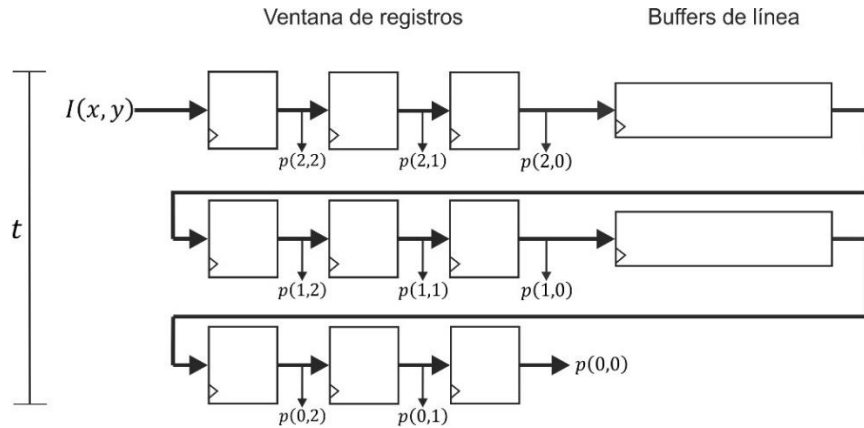 Ventana de registros
Buffers de línea
I(x, y)
p(2,2)
p(2,1)
p(2,0)
t
p(1,2)
p(1,1)
p(1,0)
p(0,0)
p(0,2)
p(0,1)